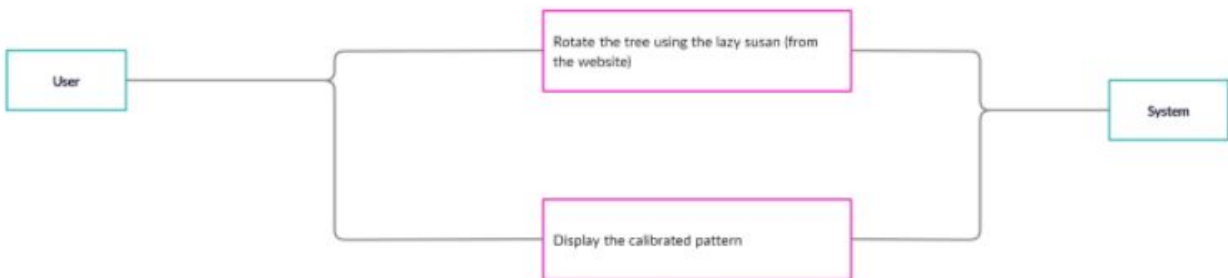 Rotate the tree using the lazy susan (from
the website)
User
System
Display the calibrated pattern